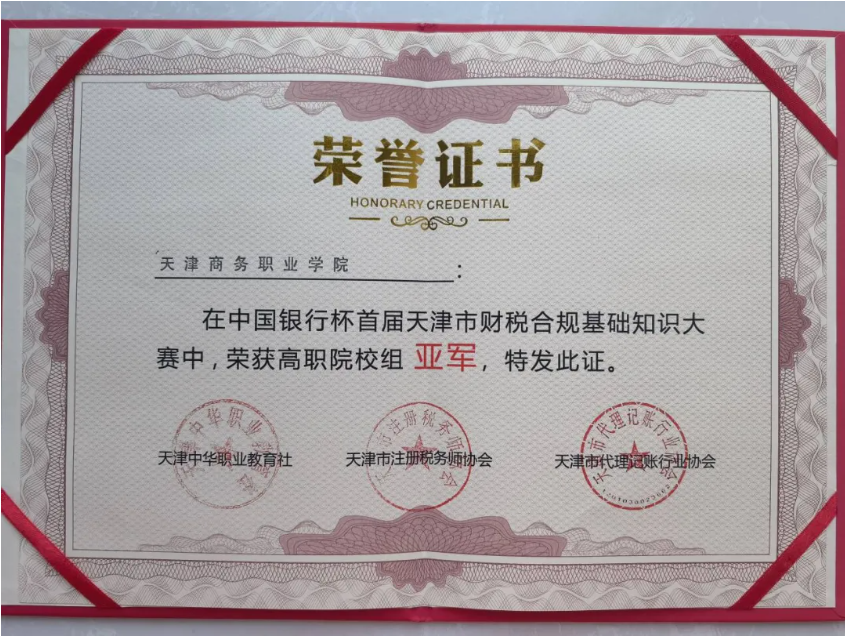 荣誉证书
HONORARY CREDENTIAL
天津商务职业学院：
在中国银行杯首届天津市财税合规基础知识大
赛中，荣获高职院校组 亚军，特发此证。
天津中华职业教育社 天津市注册税务师协会 天津市代理记账行业协会